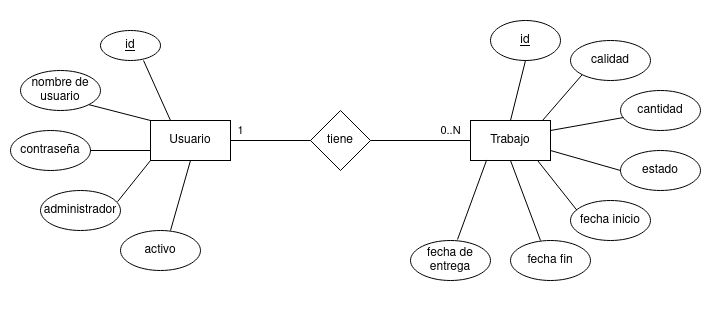 id
id
calidad
nombre de
usuario
cantidad
Usuario
1
tiene
0..N
Trabajo
contraseña
estado
administrador
fecha inicio
activo
fecha de
entrega
fecha fin